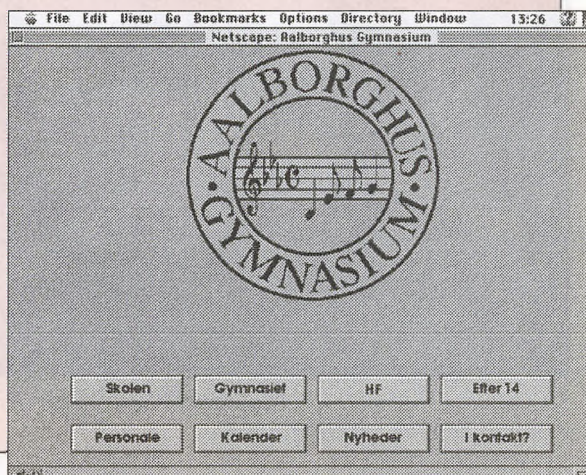 File Edit View Go Bookmarks Options Directory Window 13:26
Netscape: Aalborghus Gymnasium
AALBORGHUS
GYMNASIUM
Skolen Gymnasiet HF Efter 14
Personale Kalender Nyheder I kontakt?